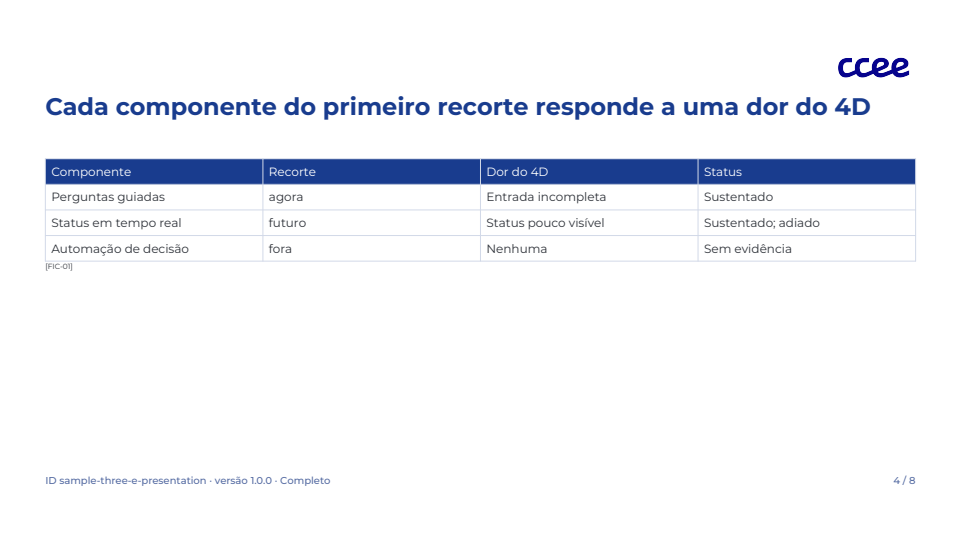 ccee
Cada componente do primeiro recorte responde a uma dor do 4D
Componente Recorte Dor do 4D Status
Perguntas guiadas agora Entrada incompleta Sustentado
Status em tempo real futuro Status pouco visível Sustentado; adiado
Automação de decisão fora Nenhuma Sem evidência
[FIC-01]
ID sample-three-e-presentation · versão 1.0.0 · Completo 4 / 8